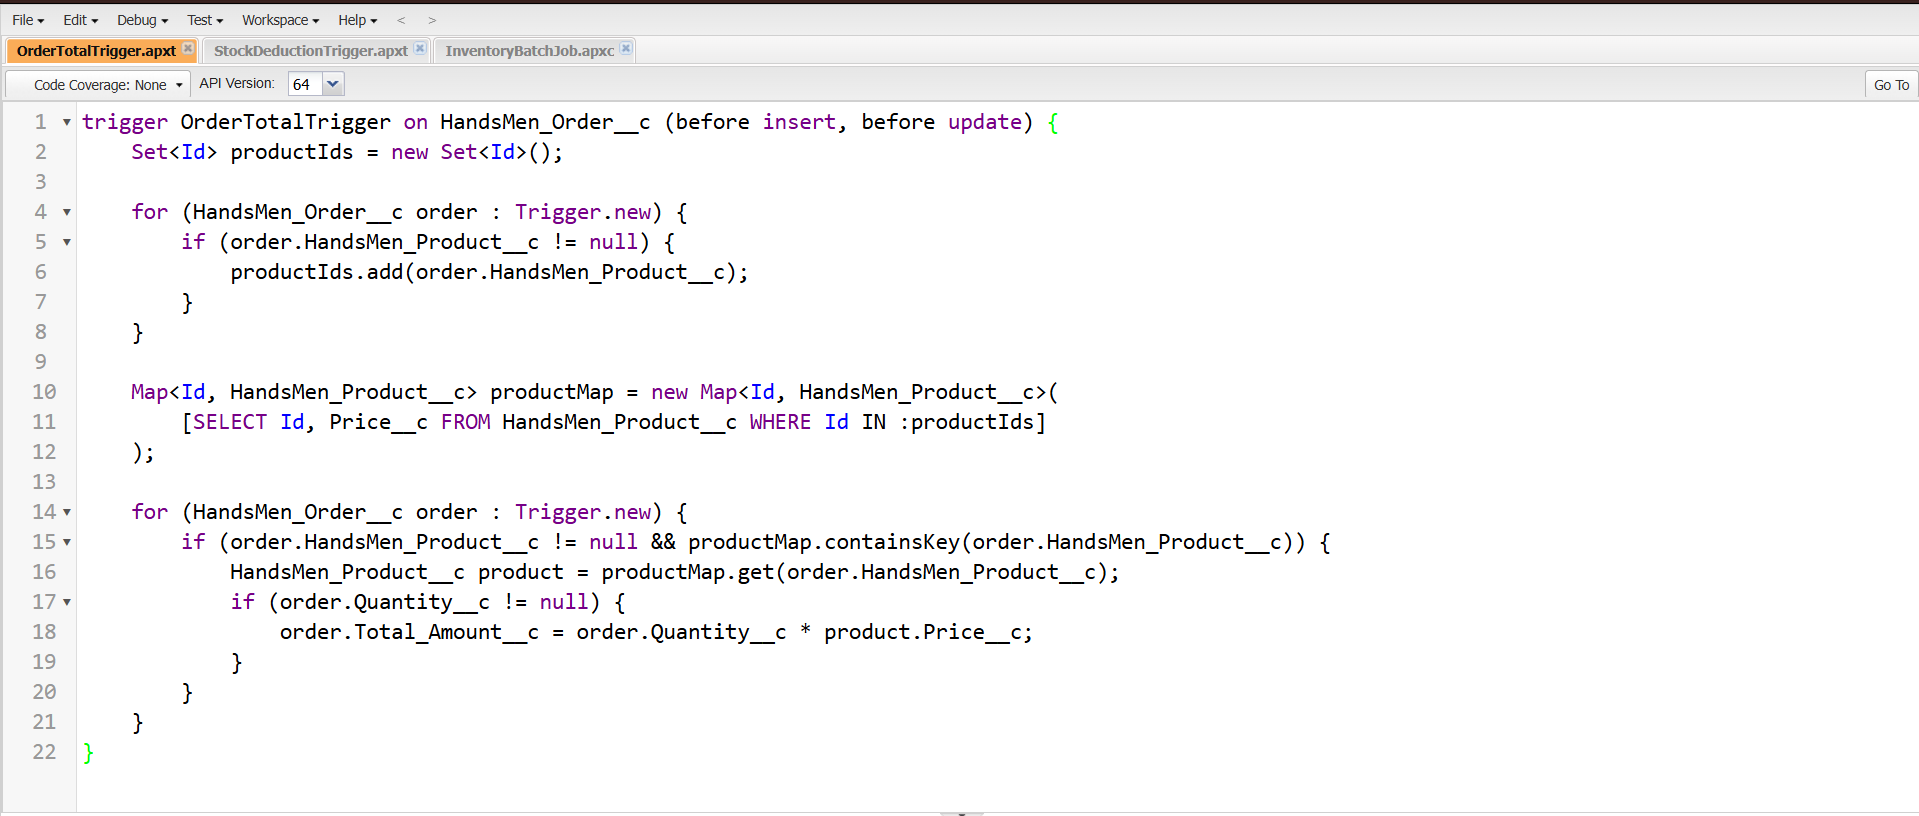 File Edit Debug Test Workspace Help < >
OrderTotalTrigger.apxt StockDeductionTrigger.apxt InventoryBatchJob.apxc
Code Coverage: None API Version: 64 Go To
1 trigger OrderTotalTrigger on HandsMen_Order__c (before insert, before update) {
2     Set<Id> productIds = new Set<Id>();
3
4     for (HandsMen_Order__c order : Trigger.new) {
5         if (order.HandsMen_Product__c != null) {
6             productIds.add(order.HandsMen_Product__c);
7         }
8     }
9
10     Map<Id, HandsMen_Product__c> productMap = new Map<Id, HandsMen_Product__c>(
11         [SELECT Id, Price__c FROM HandsMen_Product__c WHERE Id IN :productIds]
12     );
13
14     for (HandsMen_Order__c order : Trigger.new) {
15         if (order.HandsMen_Product__c != null && productMap.containsKey(order.HandsMen_Product__c)) {
16             HandsMen_Product__c product = productMap.get(order.HandsMen_Product__c);
17             if (order.Quantity__c != null) {
18                 order.Total_Amount__c = order.Quantity__c * product.Price__c;
19             }
20         }
21     }
22 }